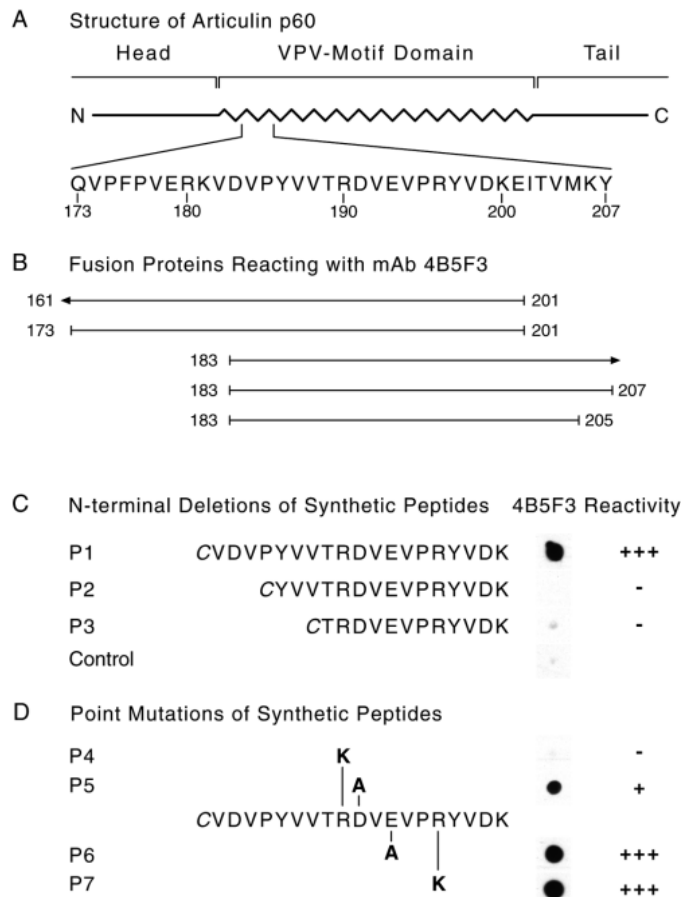 A Structure of Articulin p60
Head VPV-Motif Domain Tail
N C
QVPFPVERKVDVPYVVTRDVEVPRYVDKEITVMKY
173 180 190 200 207
B Fusion Proteins Reacting with mAb 4B5F3
161 201
173 201
183
183 207
183 205
C N-terminal Deletions of Synthetic Peptides 4B5F3 Reactivity
P1 CVDVPYVVTRDVEVPRYVDK +++
P2 CYVVTRDVEVPRYVDK -
P3 CTRDVEVPRYVDK -
Control
D Point Mutations of Synthetic Peptides
P4 K -
P5 A +
CVDVPYVVTRDVEVPRYVDK
P6 A +++
P7 K +++